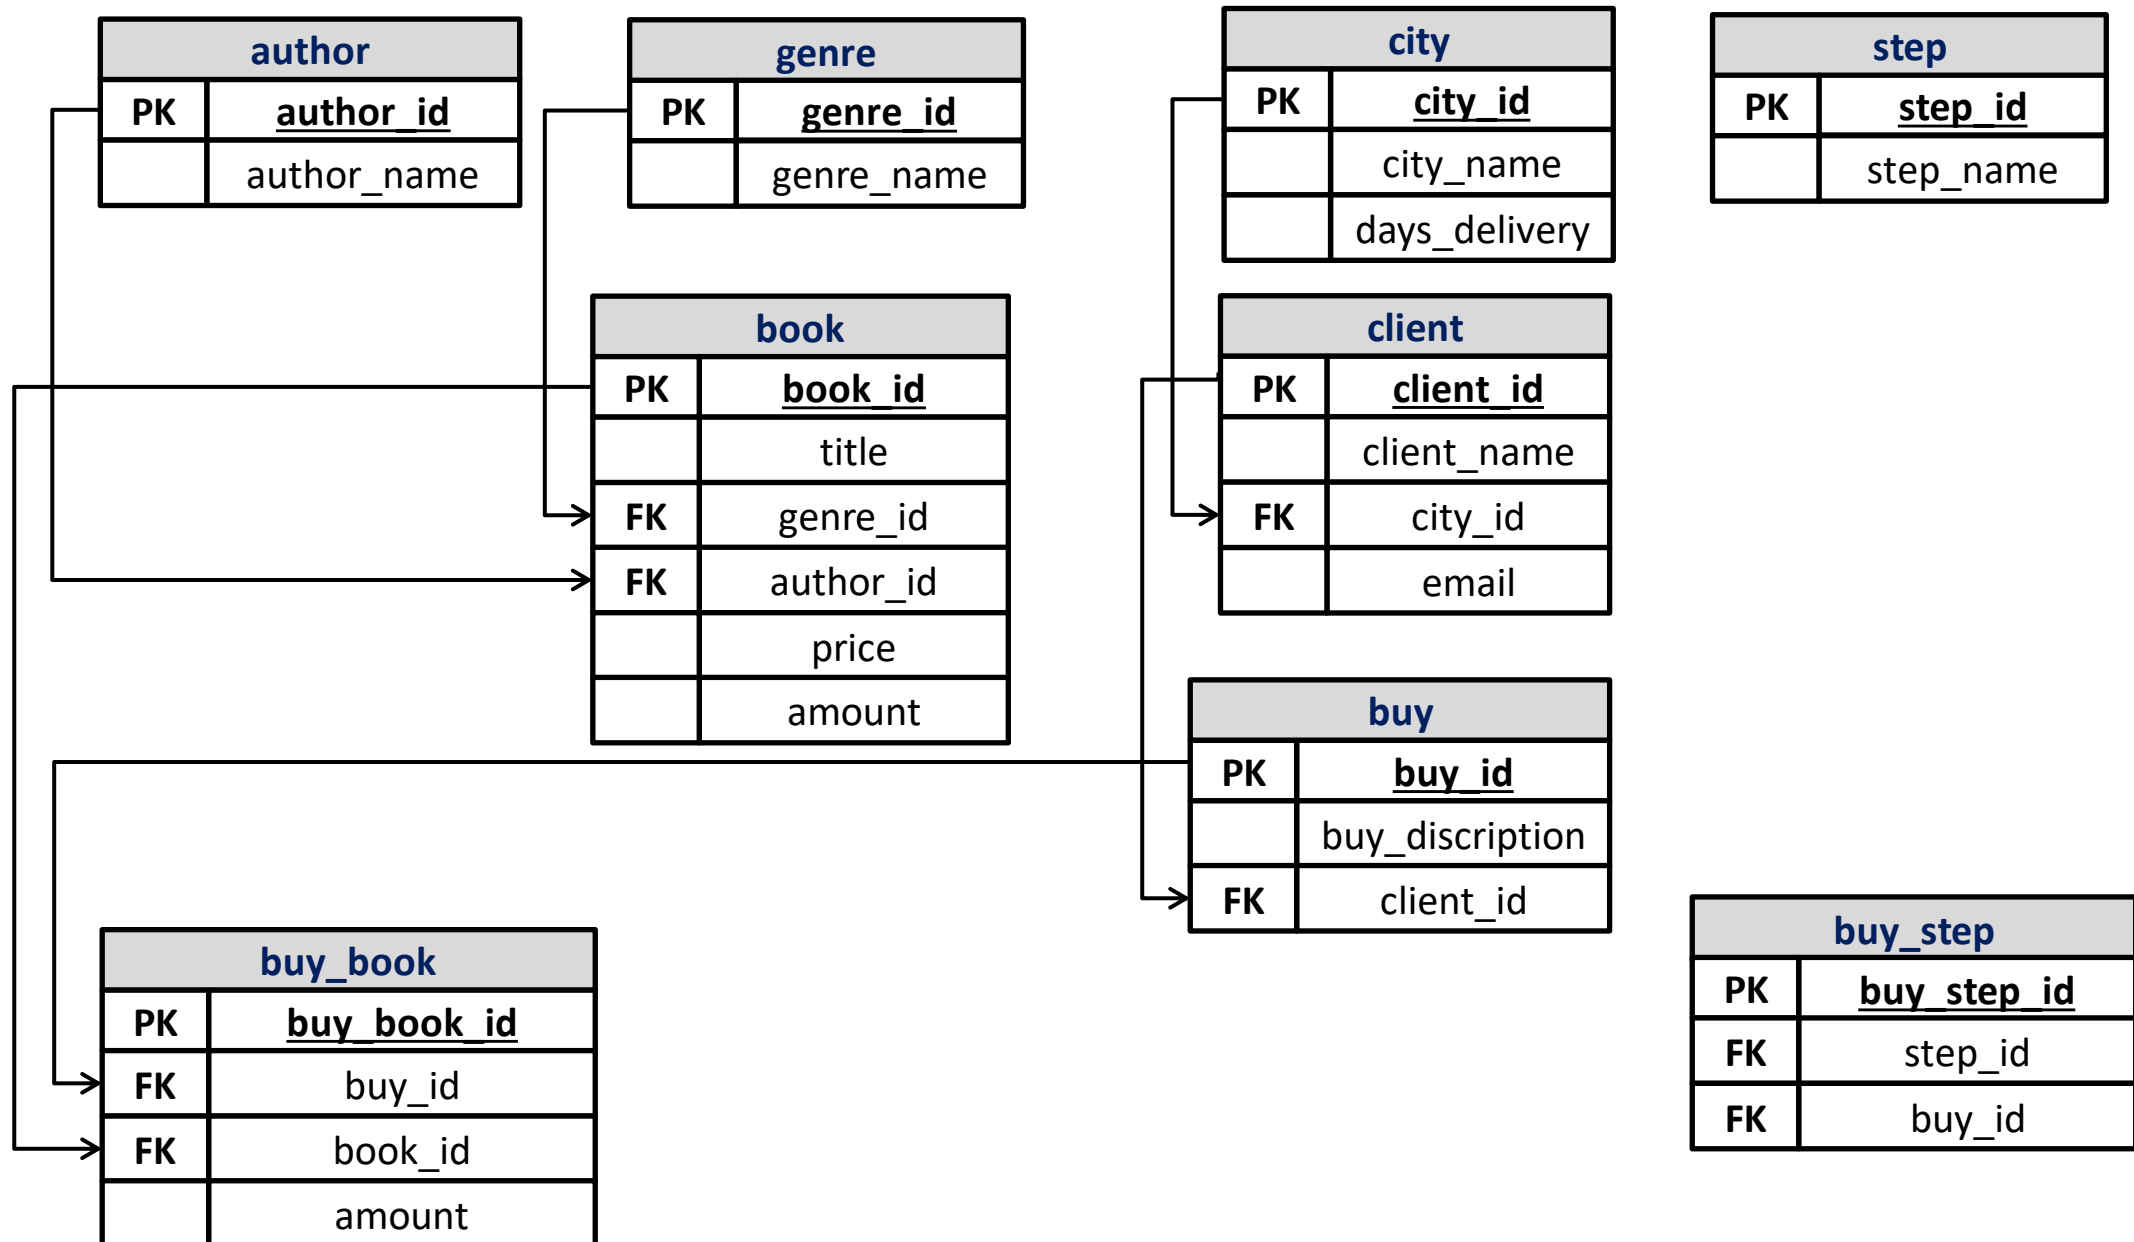 author
PK author_id
author_name
genre
PK genre_id
genre_name
city
PK city_id
city_name
days_delivery
step
PK step_id
step_name
book
PK book_id
title
FK genre_id
FK author_id
price
amount
client
PK client_id
client_name
FK city_id
email
buy
PK buy_id
buy_discription
FK client_id
buy_book
PK buy_book_id
FK buy_id
FK book_id
amount
buy_step
PK buy_step_id
FK step_id
FK buy_id